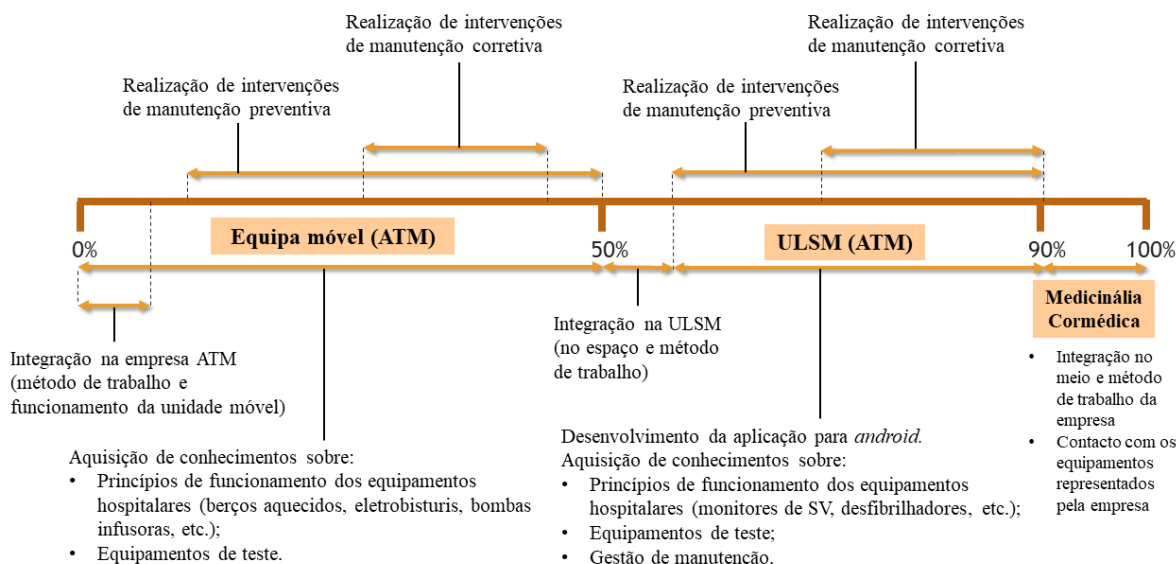 Realização de intervenções
de manutenção corretiva
Realização de intervenções
de manutenção corretiva
Realização de intervenções
de manutenção preventiva
Realização de intervenções
de manutenção preventiva
0%
Equipa móvel (ATM)
50%
ULSM (ATM)
90%
100%
Integração na empresa ATM
(método de trabalho e
funcionamento da unidade móvel)
Integração na ULSM
(no espaço e método
de trabalho)
Medicinália
Cormédica
• Integração no
meio e método
de trabalho da
empresa
• Contacto com os
equipamentos
representados
pela empresa
Aquisição de conhecimentos sobre:
• Princípios de funcionamento dos equipamentos
hospitalares (berços aquecidos, eletrobisturis, bombas
infusoras, etc.);
• Equipamentos de teste.
Desenvolvimento da aplicação para android.
Aquisição de conhecimentos sobre:
• Princípios de funcionamento dos equipamentos
hospitalares (monitores de SV, desfibrilhadores, etc.);
• Equipamentos de teste;
• Gestão de manutenção.